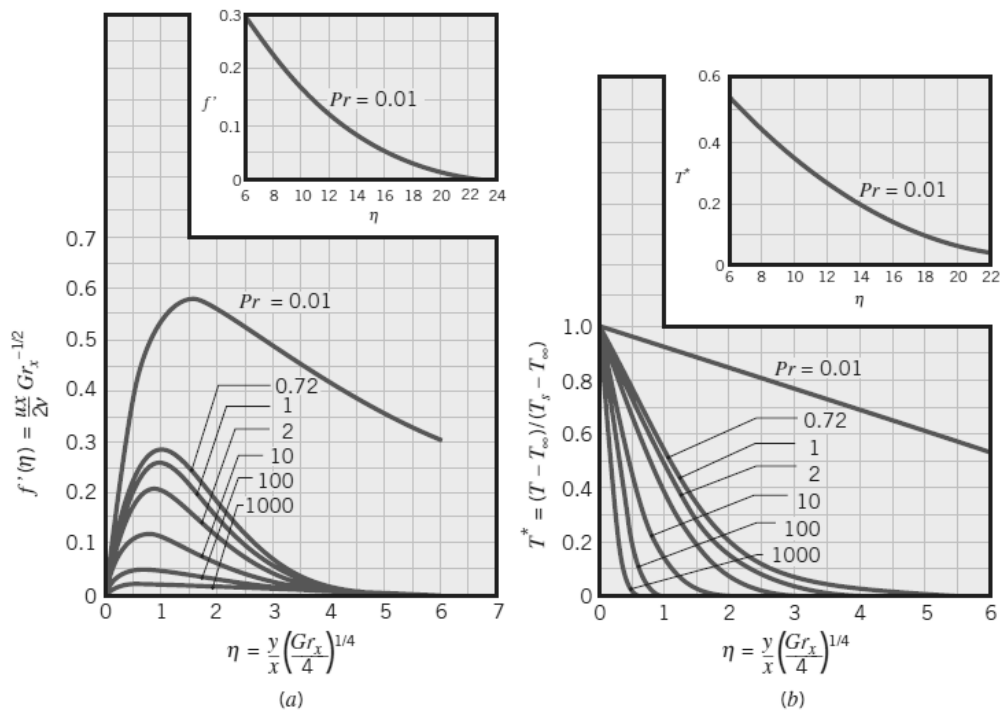 0.3
0.2
f'
0.1
0
Pr = 0.01
6 8 10 12 14 16 18 20 22 24
η
0.7
0.6
0.5
0.4
0.3
0.2
0.1
0
Pr = 0.01
0.72
1
2
10
100
1000
0 1 2 3 4 5 6 7
f'(η) = ux/2ν Gr_x^-1/2
η = y/x (Gr_x/4)^1/4
(a)
0.6
0.4
T*
0.2
0
Pr = 0.01
6 8 10 12 14 16 18 20 22
η
1.0
0.8
0.6
0.4
0.2
0
Pr = 0.01
0.72
1
2
10
100
1000
0 1 2 3 4 5 6
T* = (T − T∞)/(Ts − T∞)
η = y/x (Gr_x/4)^1/4
(b)